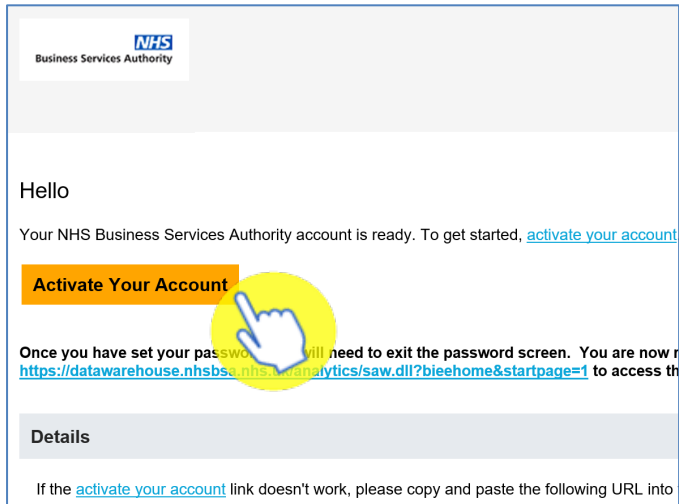 NHS
Business Services Authority
Hello
Your NHS Business Services Authority account is ready. To get started, activate your account
Activate Your Account
Once you have set your passwo will need to exit the password screen. You are now r
https://datawarehouse.nhsbsa.nhs.uk/analytics/saw.dll?bieehome&startpage=1 to access th
Details
If the activate your account link doesn't work, please copy and paste the following URL into